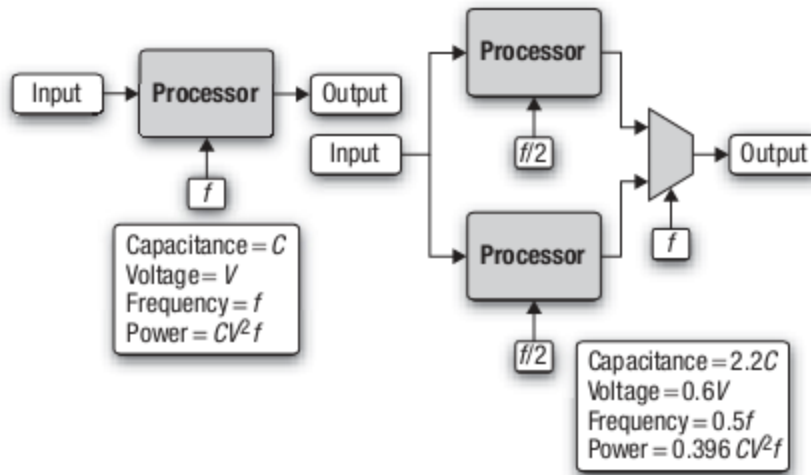 Input
Processor
Output
f
Capacitance = C
Voltage = V
Frequency = f
Power = CV²f
Input
Processor
f/2
Processor
f/2
f
Output
Capacitance = 2.2C
Voltage = 0.6V
Frequency = 0.5f
Power = 0.396 CV²f